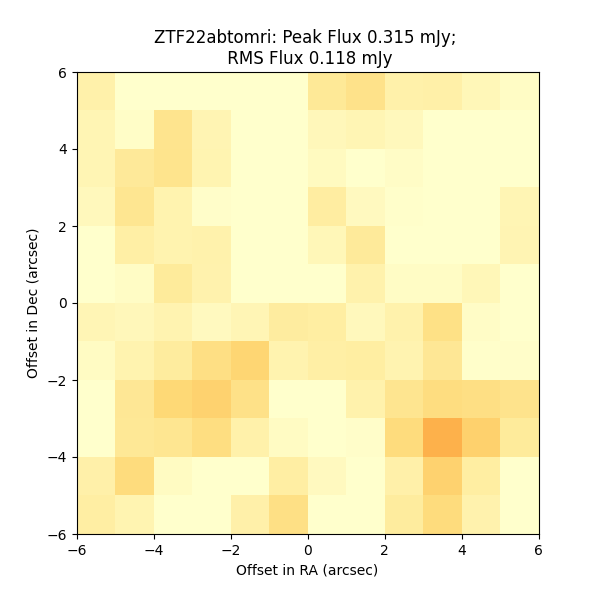 ZTF22abtomri: Peak Flux 0.315 mJy;
RMS Flux 0.118 mJy
6
4
2
0
−2
−4
−6
Offset in Dec (arcsec)
−6 −4 −2 0 2 4 6
Offset in RA (arcsec)